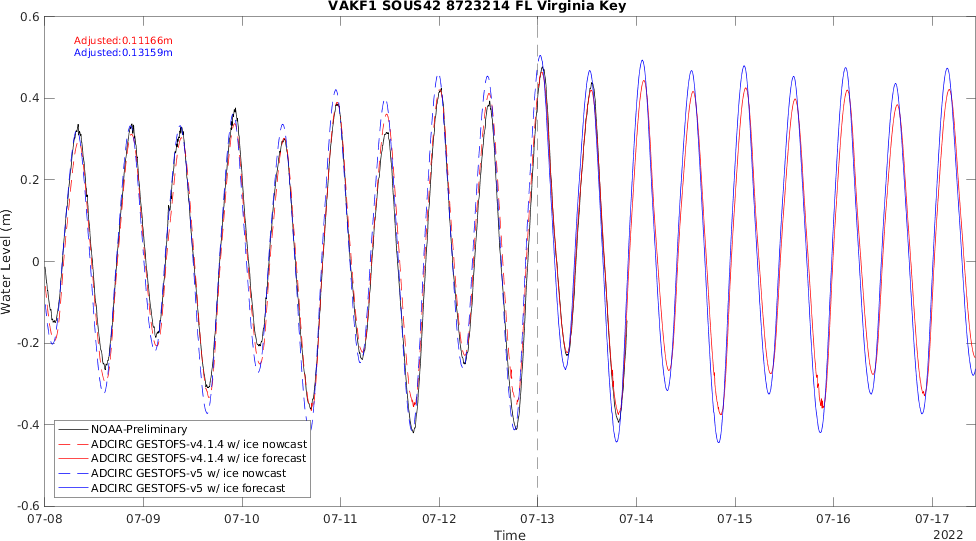 VAKF1 SOUS42 8723214 FL Virginia Key
0.6
Adjusted:0.11166m
Adjusted:0.13159m
0.4
0.2
0
-0.2
-0.4
-0.6
Water Level (m)
NOAA-Preliminary
ADCIRC GESTOFS-v4.1.4 w/ ice nowcast
ADCIRC GESTOFS-v4.1.4 w/ ice forecast
ADCIRC GESTOFS-v5 w/ ice nowcast
ADCIRC GESTOFS-v5 w/ ice forecast
07-08 07-09 07-10 07-11 07-12 07-13 07-14 07-15 07-16 07-17
Time
2022